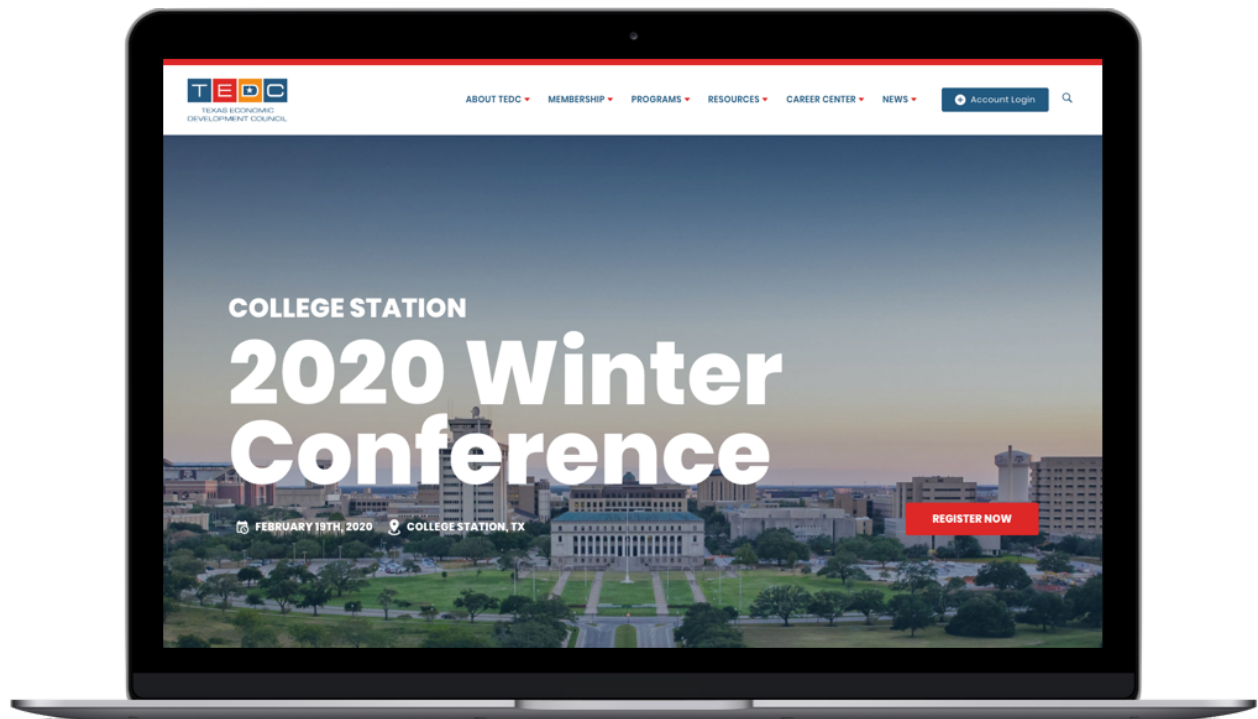 TEDC
TEXAS ECONOMIC
DEVELOPMENT COUNCIL
ABOUT TEDC MEMBERSHIP PROGRAMS RESOURCES CAREER CENTER NEWS Account Login
COLLEGE STATION
2020 Winter
Conference
FEBRUARY 19TH, 2020 COLLEGE STATION, TX
REGISTER NOW